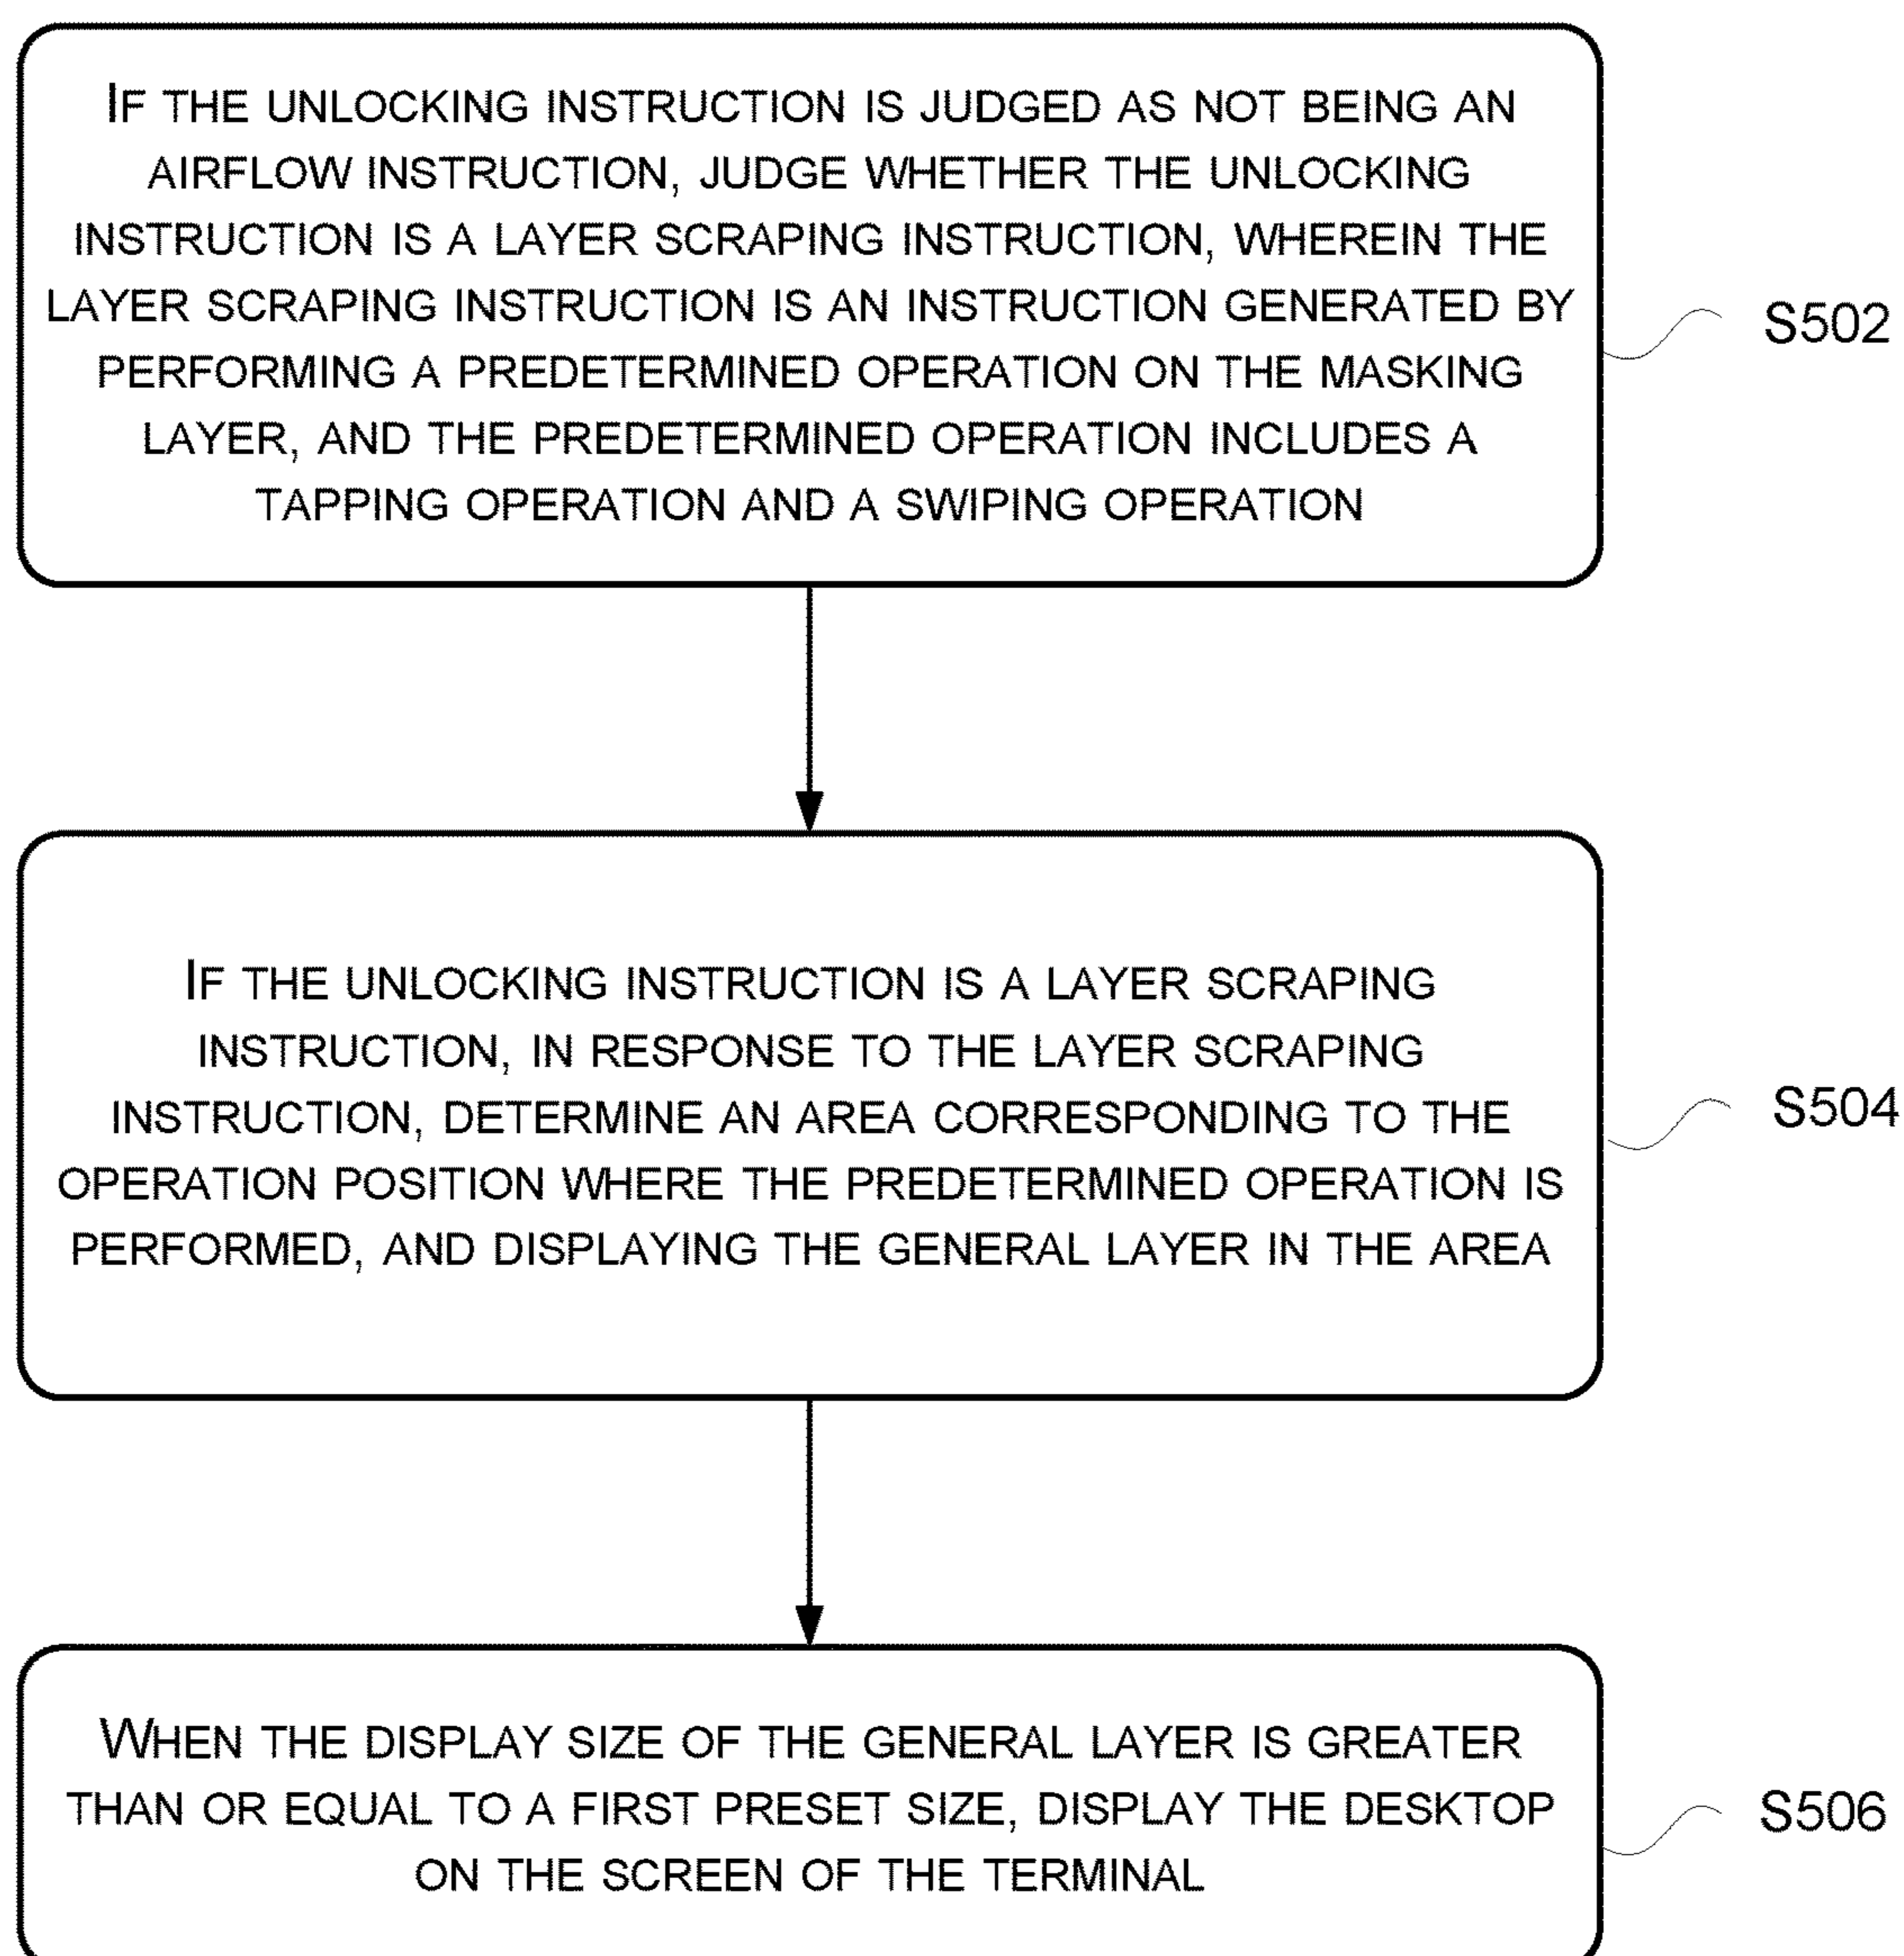 IF THE UNLOCKING INSTRUCTION IS JUDGED AS NOT BEING AN
AIRFLOW INSTRUCTION, JUDGE WHETHER THE UNLOCKING
INSTRUCTION IS A LAYER SCRAPING INSTRUCTION, WHEREIN THE
LAYER SCRAPING INSTRUCTION IS AN INSTRUCTION GENERATED BY
PERFORMING A PREDETERMINED OPERATION ON THE MASKING
LAYER, AND THE PREDETERMINED OPERATION INCLUDES A
TAPPING OPERATION AND A SWIPING OPERATION
S502
IF THE UNLOCKING INSTRUCTION IS A LAYER SCRAPING
INSTRUCTION, IN RESPONSE TO THE LAYER SCRAPING
INSTRUCTION, DETERMINE AN AREA CORRESPONDING TO THE
OPERATION POSITION WHERE THE PREDETERMINED OPERATION IS
PERFORMED, AND DISPLAYING THE GENERAL LAYER IN THE AREA
S504
WHEN THE DISPLAY SIZE OF THE GENERAL LAYER IS GREATER
THAN OR EQUAL TO A FIRST PRESET SIZE, DISPLAY THE DESKTOP
ON THE SCREEN OF THE TERMINAL
S506